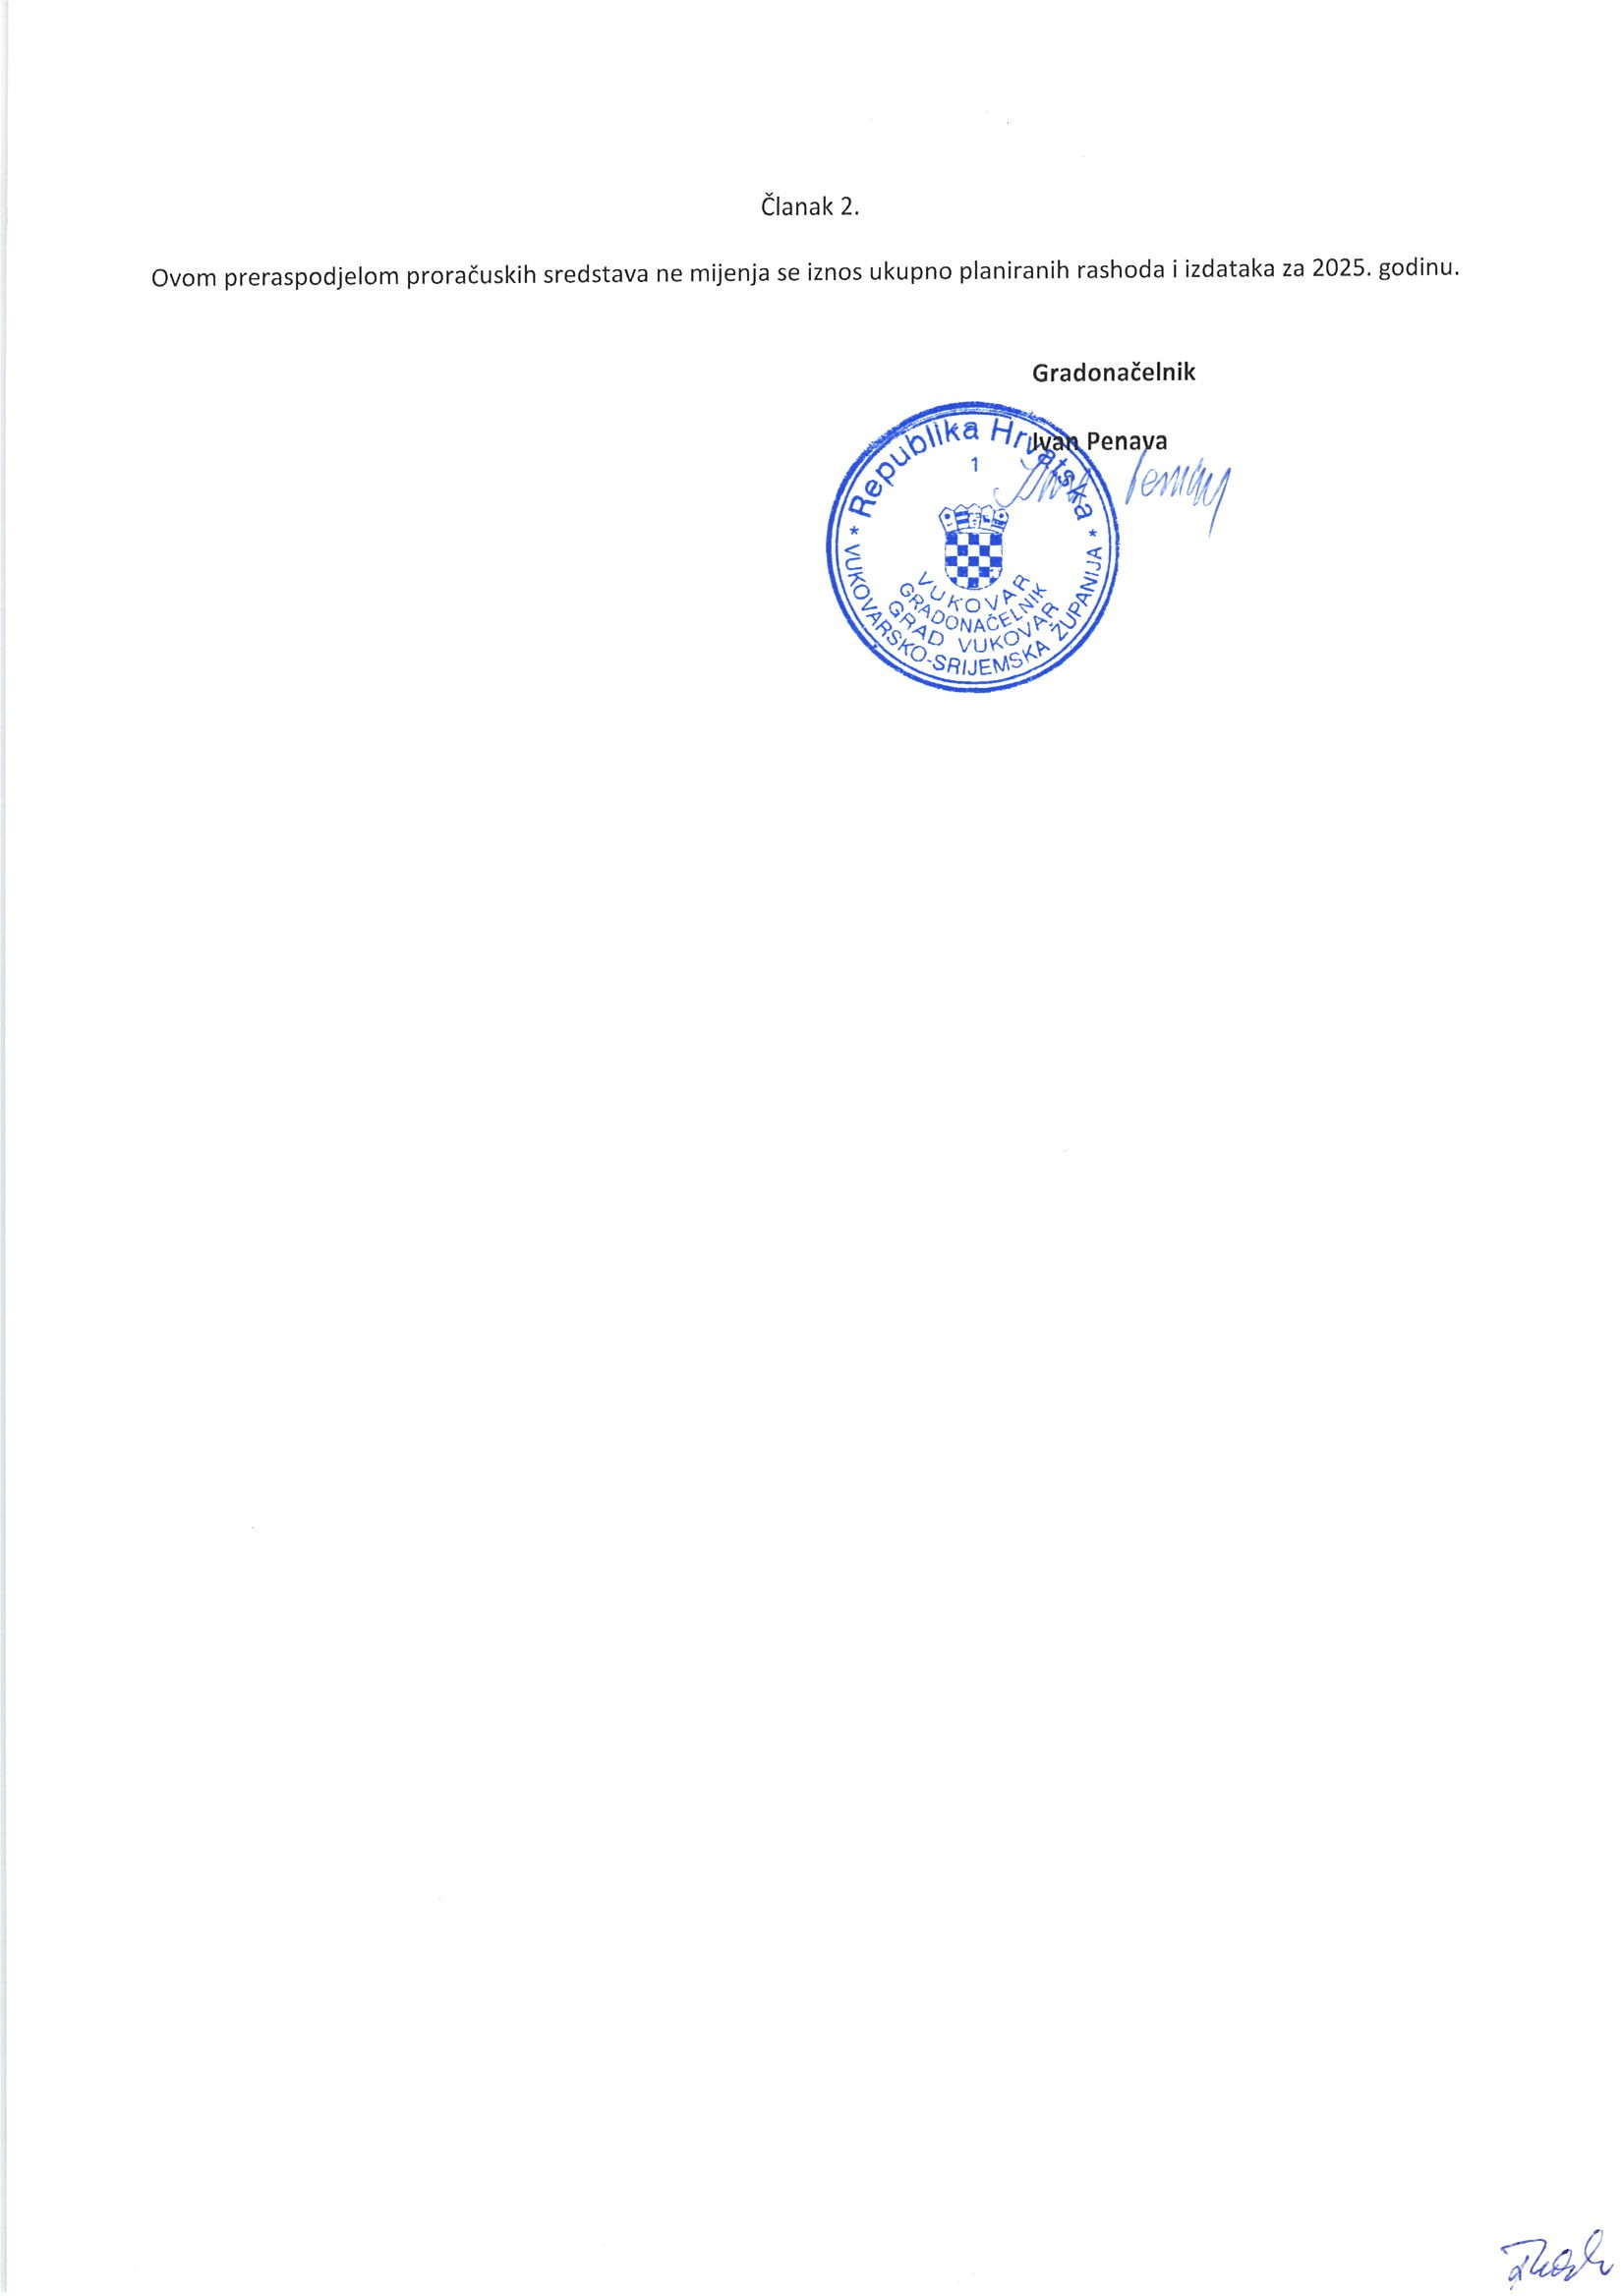 Članak 2.
Ovom preraspodjelom proračuskih sredstava ne mijenja se iznos ukupno planiranih rashoda i izdataka za 2025. godinu.
Gradonačelnik
Ivan Penava
* Republika Hrvatska *
1
VUKOVAR
GRADONAČELNIK
GRAD VUKOVAR
VUKOVARSKO-SRIJEMSKA ŽUPANIJA